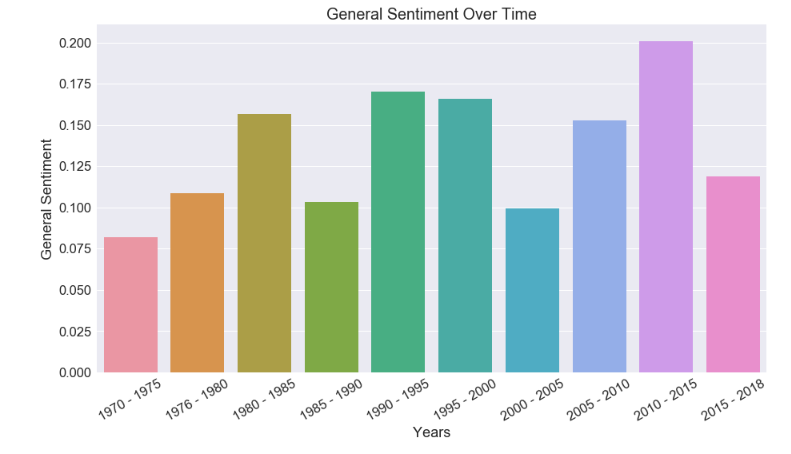 General Sentiment Over Time
General Sentiment
0.200
0.175
0.150
0.125
0.100
0.075
0.050
0.025
0.000
1970 - 1975
1976 - 1980
1980 - 1985
1985 - 1990
1990 - 1995
1995 - 2000
2000 - 2005
2005 - 2010
2010 - 2015
2015 - 2018
Years